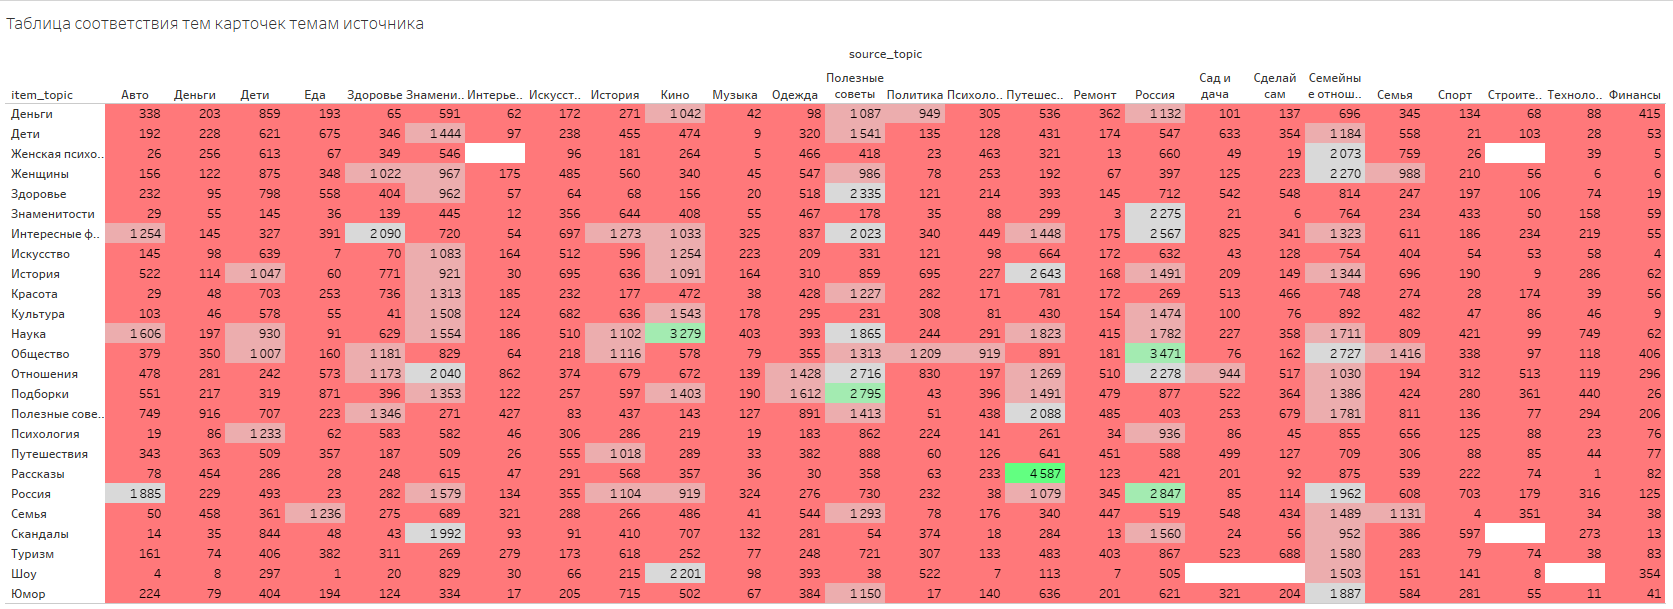 Таблица соответствия тем карточек темам источника
source_topic
item_topic Авто Деньги Дети Еда Здоровье Знамени.. Интерье.. Искусст.. История Кино Музыка Одежда Полезные советы Политика Психоло.. Путешес.. Ремонт Россия Сад и дача Сделай сам Семейны е отнош.. Семья Спорт Строите.. Техноло.. Финансы
Деньги 338 203 859 193 65 591 62 172 271 1 042 42 98 1 087 949 305 536 362 1 132 101 137 696 345 134 68 88 415
Дети 192 228 621 675 346 1 444 97 238 455 474 9 320 1 541 135 128 431 174 547 633 354 1 184 558 21 103 28 53
Женская психо.. 26 256 613 67 349 546 96 181 264 5 466 418 23 463 321 13 660 49 19 2 073 759 26 39 5
Женщины 156 122 875 348 1 022 967 175 485 560 340 45 547 986 78 253 192 67 397 125 223 2 270 988 210 56 6 6
Здоровье 232 95 798 558 404 962 57 64 68 156 20 518 2 335 121 214 393 145 712 542 548 814 247 197 106 74 19
Знаменитости 29 55 145 36 139 445 12 356 644 408 55 467 178 35 88 299 3 2 275 21 6 764 234 433 50 158 59
Интересные ф.. 1 254 145 327 391 2 090 720 54 697 1 273 1 033 325 837 2 023 340 449 1 448 175 2 567 825 341 1 323 611 186 234 219 55
Искусство 145 98 639 7 70 1 083 164 512 596 1 254 223 209 331 121 98 664 172 632 43 128 754 404 54 53 58 4
История 522 114 1 047 60 771 921 30 695 636 1 091 164 310 859 695 227 2 643 168 1 491 209 149 1 344 696 190 9 286 62
Красота 29 48 703 253 736 1 313 185 232 177 472 38 428 1 227 282 171 781 172 269 513 466 748 274 28 174 39 56
Культура 103 46 578 55 41 1 508 124 682 636 1 543 178 295 231 308 81 430 154 1 474 100 76 892 482 47 86 46 9
Наука 1 606 197 930 91 629 1 554 186 510 1 102 3 279 403 393 1 865 244 291 1 823 415 1 782 227 358 1 711 809 421 99 749 62
Общество 379 350 1 007 160 1 181 829 64 218 1 116 578 79 355 1 313 1 209 919 891 181 3 471 76 162 2 727 1 416 338 97 118 406
Отношения 478 281 242 573 1 173 2 040 862 374 679 672 139 1 428 2 716 830 197 1 269 510 2 278 944 517 1 030 194 312 513 119 296
Подборки 551 217 319 871 396 1 353 122 257 597 1 403 190 1 612 2 795 43 396 1 491 479 877 522 364 1 386 424 280 361 440 26
Полезные сове.. 749 916 707 223 1 346 271 427 83 437 143 127 891 1 413 51 438 2 088 485 403 253 679 1 781 811 136 77 294 206
Психология 19 86 1 233 62 583 582 46 306 286 219 19 183 862 224 141 261 34 936 86 45 855 656 125 88 23 76
Путешествия 343 363 509 357 187 509 26 555 1 018 289 33 382 888 60 127 641 451 588 499 127 709 306 88 85 44 77
Рассказы 78 454 286 28 248 615 47 291 568 357 36 30 358 63 233 4 587 123 421 201 92 875 539 222 74 1 82
Россия 1 885 229 493 23 282 1 579 134 355 1 104 919 324 276 730 232 38 1 079 345 2 847 85 114 1 962 608 703 179 316 125
Семья 50 458 361 1 236 275 689 321 288 266 486 41 544 1 293 78 176 340 447 519 548 434 1 489 1 131 4 351 34 38
Скандалы 14 35 844 48 43 1 992 93 91 410 707 132 281 54 234 18 284 13 1 560 24 56 952 386 597 273 13
Туризм 161 74 406 382 311 269 279 173 618 252 77 248 721 307 133 483 403 867 523 688 1 580 283 79 74 38 83
Шоу 4 8 297 1 20 829 30 66 215 2 201 98 393 38 522 7 113 7 505 1 503 151 141 8 354
Юмор 224 79 404 194 124 334 17 205 715 502 67 384 1 150 17 140 636 201 621 321 204 1 887 584 281 55 11 41